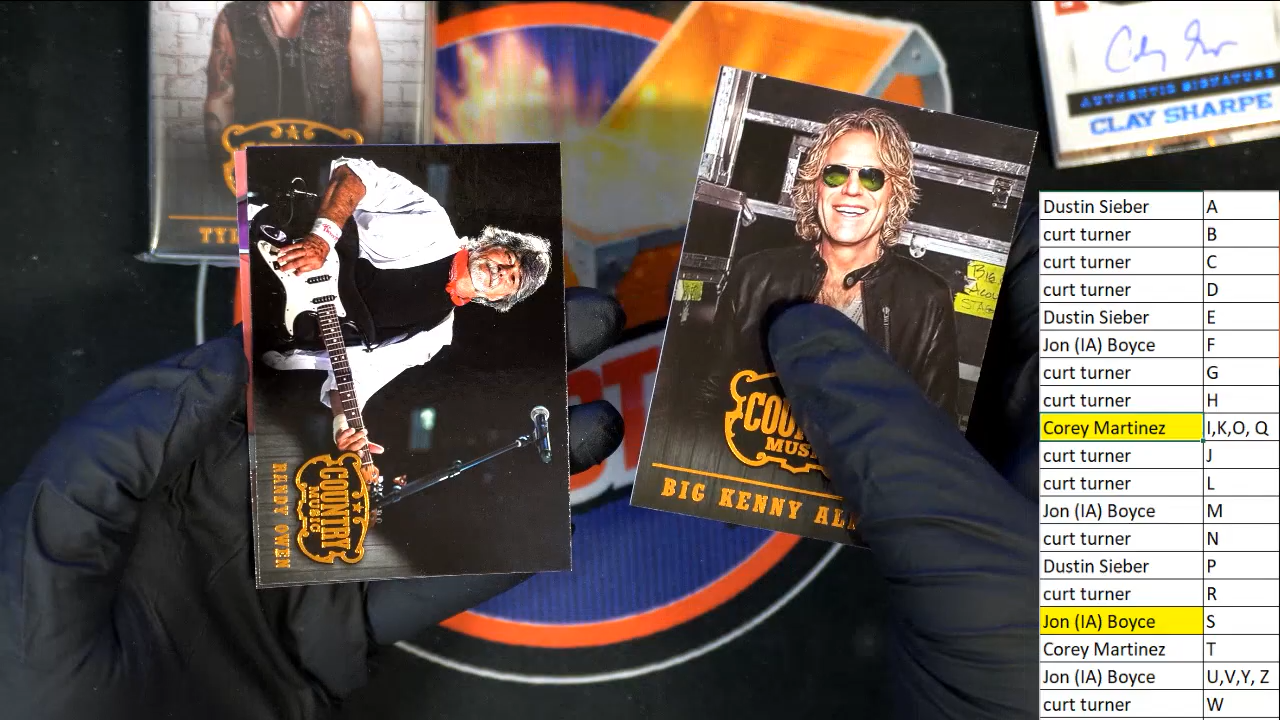 AUTHENTIC SIGNATURE
CLAY SHARPE
COUNTRY
MUSIC
RANDY OWEN
BIG KENNY
Dustin Sieber A
curt turner B
curt turner C
curt turner D
Dustin Sieber E
Jon (IA) Boyce F
curt turner G
curt turner H
Corey Martinez I,K,O, Q
curt turner J
curt turner L
Jon (IA) Boyce M
curt turner N
Dustin Sieber P
curt turner R
Jon (IA) Boyce S
Corey Martinez T
Jon (IA) Boyce U,V,Y, Z
curt turner W